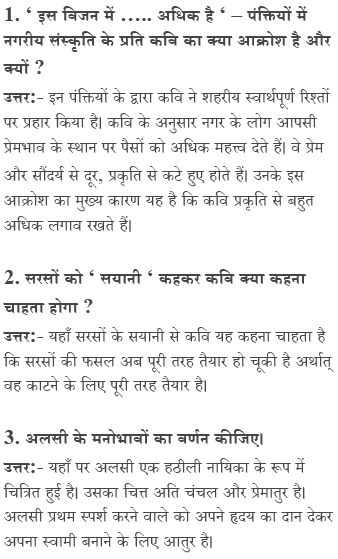 1. ‘ इस विजन में ..... अधिक है ‘ – पंक्तियों में
नगरीय संस्कृति के प्रति कवि का क्या आक्रोश है और
क्यों ?
उत्तर:- इन पंक्तियों के द्वारा कवि ने शहरीय स्वार्थपूर्ण रिश्तों
पर प्रहार किया है। कवि के अनुसार नगर के लोग आपसी
प्रेमभाव के स्थान पर पैसों को अधिक महत्त्व देते हैं। वे प्रेम
और सौंदर्य से दूर, प्रकृति से कटे हुए होते हैं। उनके इस
आक्रोश का मुख्य कारण यह है कि कवि प्रकृति से बहुत
अधिक लगाव रखते हैं।
2. सरसों को ‘ सयानी ‘ कहकर कवि क्या कहना
चाहता होगा ?
उत्तर:- यहाँ सरसों के सयानी से कवि यह कहना चाहता है
कि सरसों की फसल अब पूरी तरह तैयार हो चूकी है अर्थात्
वह काटने के लिए पूरी तरह तैयार है।
3. अलसी के मनोभावों का वर्णन कीजिए।
उत्तर:- यहाँ पर अलसी एक हठीली नायिका के रूप में
चित्रित हुई है। उसका चित्त अति चंचल और प्रेमातुर है।
अलसी प्रथम स्पर्श करने वाले को अपने हृदय का दान देकर
अपना स्वामी बनाने के लिए आतुर है।